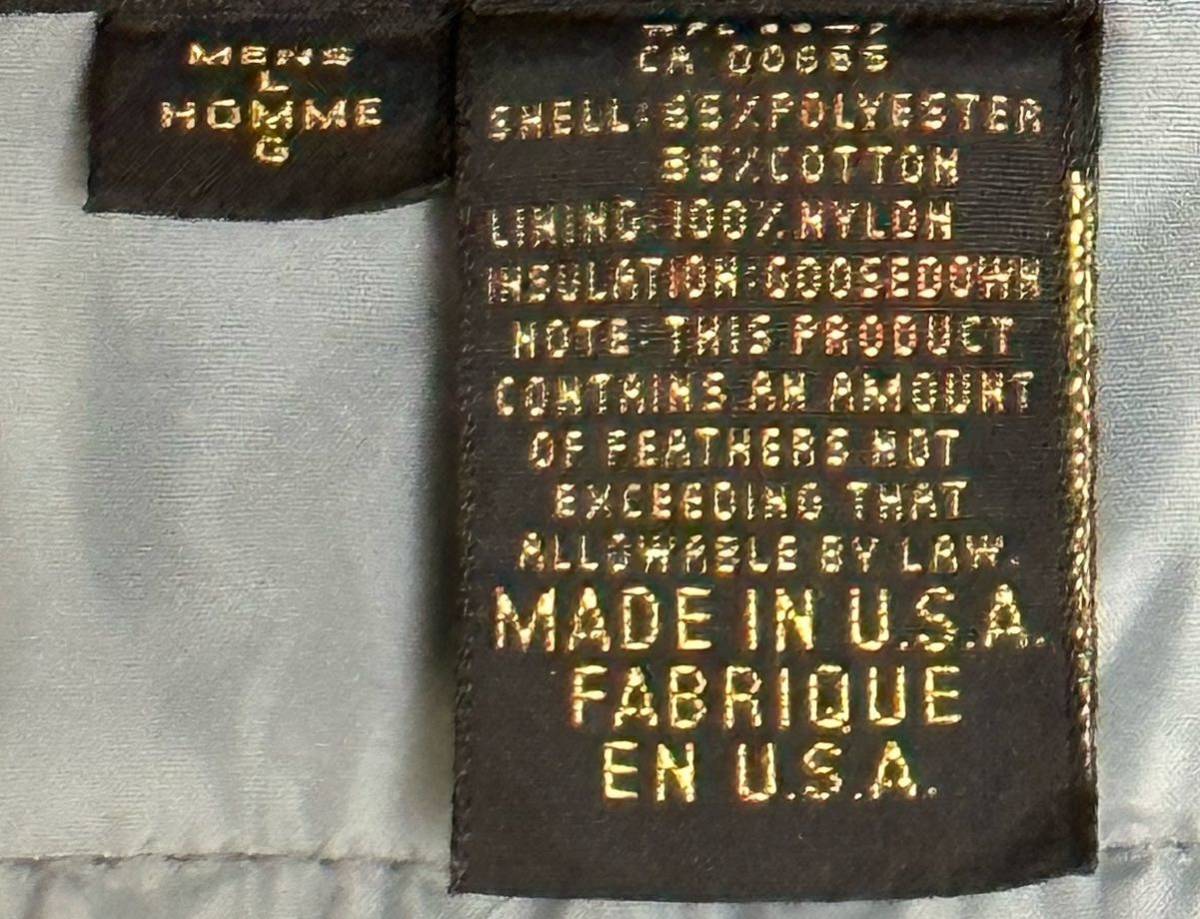 MENS
L
HOMME
G
CA 00665
SHELL: 65%POLYESTER
35%COTTON
LINING:100%NYLON
INSULATION:GOOSEDOWN
NOTE: THIS PRODUCT
CONTAINS AN AMOUNT
OF FEATHERS NOT
EXCEEDING THAT
ALLOWABLE BY LAW.
MADE IN U.S.A.
FABRIQUE
EN U.S.A.